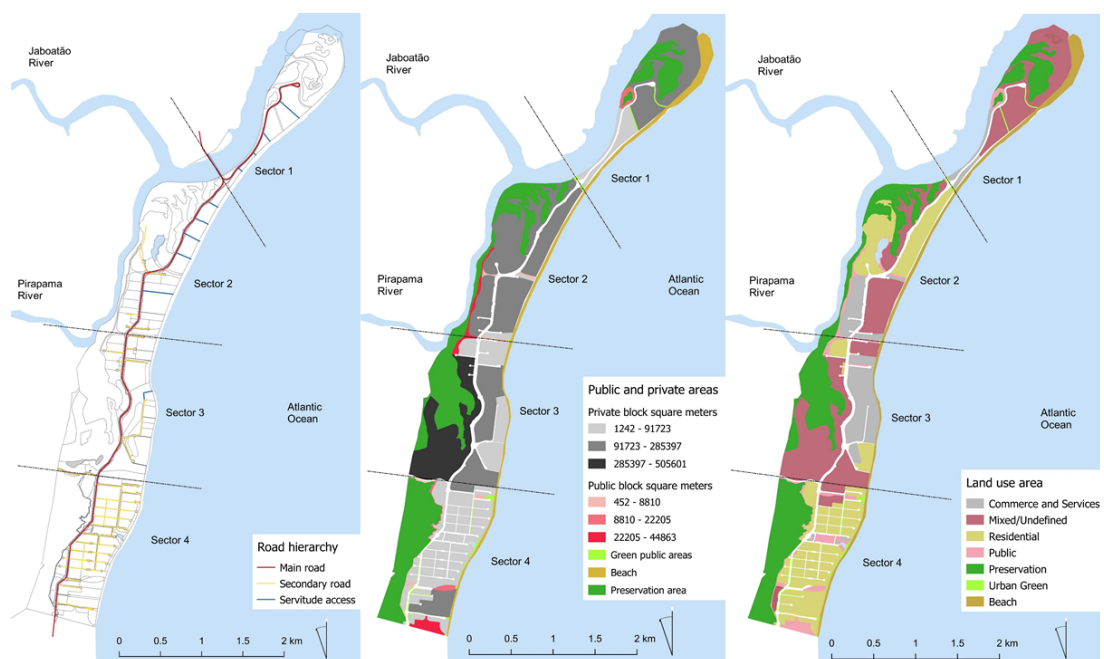 Jaboatão
River
Sector 1
Pirapama
River
Sector 2
Sector 3
Atlantic
Ocean
Sector 4
Road hierarchy
Main road
Secondary road
Servitude access
0 0.5 1 1.5 2 km
Jaboatão
River
Sector 1
Pirapama
River
Sector 2
Atlantic
Ocean
Sector 3
Sector 4
Public and private areas
Private block square meters
1242 - 91723
91723 - 285397
285397 - 505601
Public block square meters
452 - 8810
8810 - 22205
22205 - 44863
Green public areas
Beach
Preservation area
0 0.5 1 1.5 2 km
Jaboatão
River
Sector 1
Pirapama
River
Sector 2
Sector 3
Atlantic
Ocean
Sector 4
Land use area
Commerce and Services
Mixed/Undefined
Residential
Public
Preservation
Urban Green
Beach
0 0.5 1 1.5 2 km